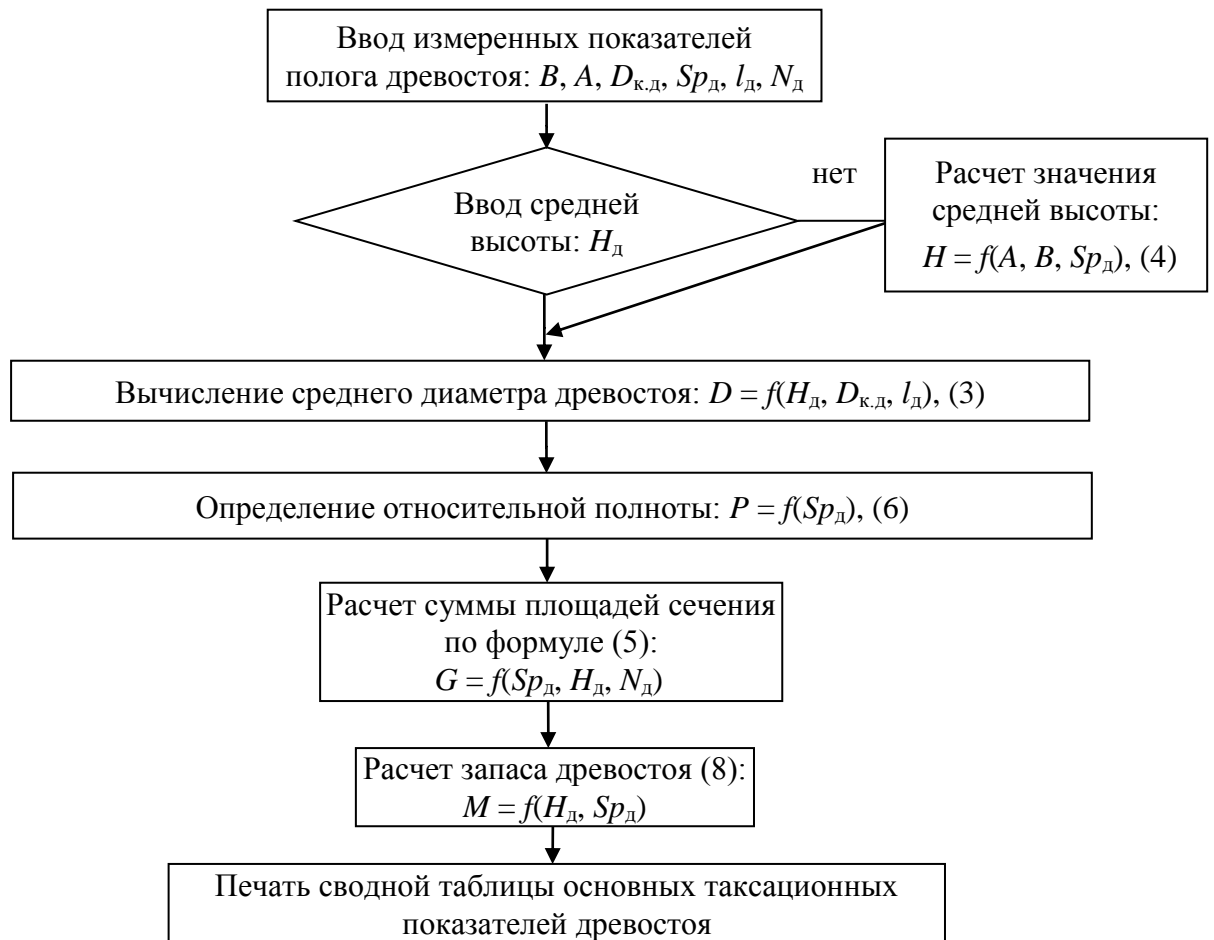 Ввод измеренных показателей
полога древостоя: B, A, Dк.д, Spд, lд, Nд
Ввод средней
высоты: Hд
нет
Расчет значения
средней высоты:
H = f(A, B, Spд), (4)
Вычисление среднего диаметра древостоя: D = f(Hд, Dк.д, lд), (3)
Определение относительной полноты: P = f(Spд), (6)
Расчет суммы площадей сечения
по формуле (5):
G = f(Spд, Hд, Nд)
Расчет запаса древостоя (8):
M = f(Hд, Spд)
Печать сводной таблицы основных таксационных
показателей древостоя